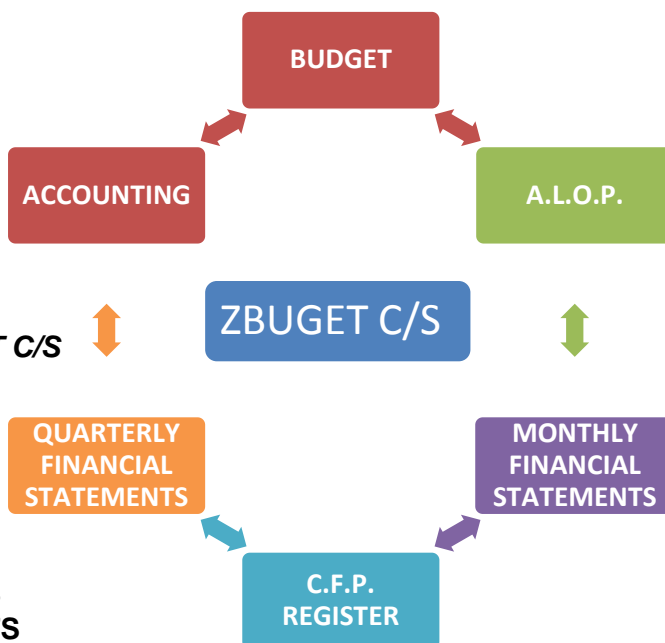 BUDGET
ACCOUNTING
A.L.O.P.
ZBUGET C/S
C/S
QUARTERLY
FINANCIAL
STATEMENTS
MONTHLY
FINANCIAL
STATEMENTS
C.F.P.
REGISTER